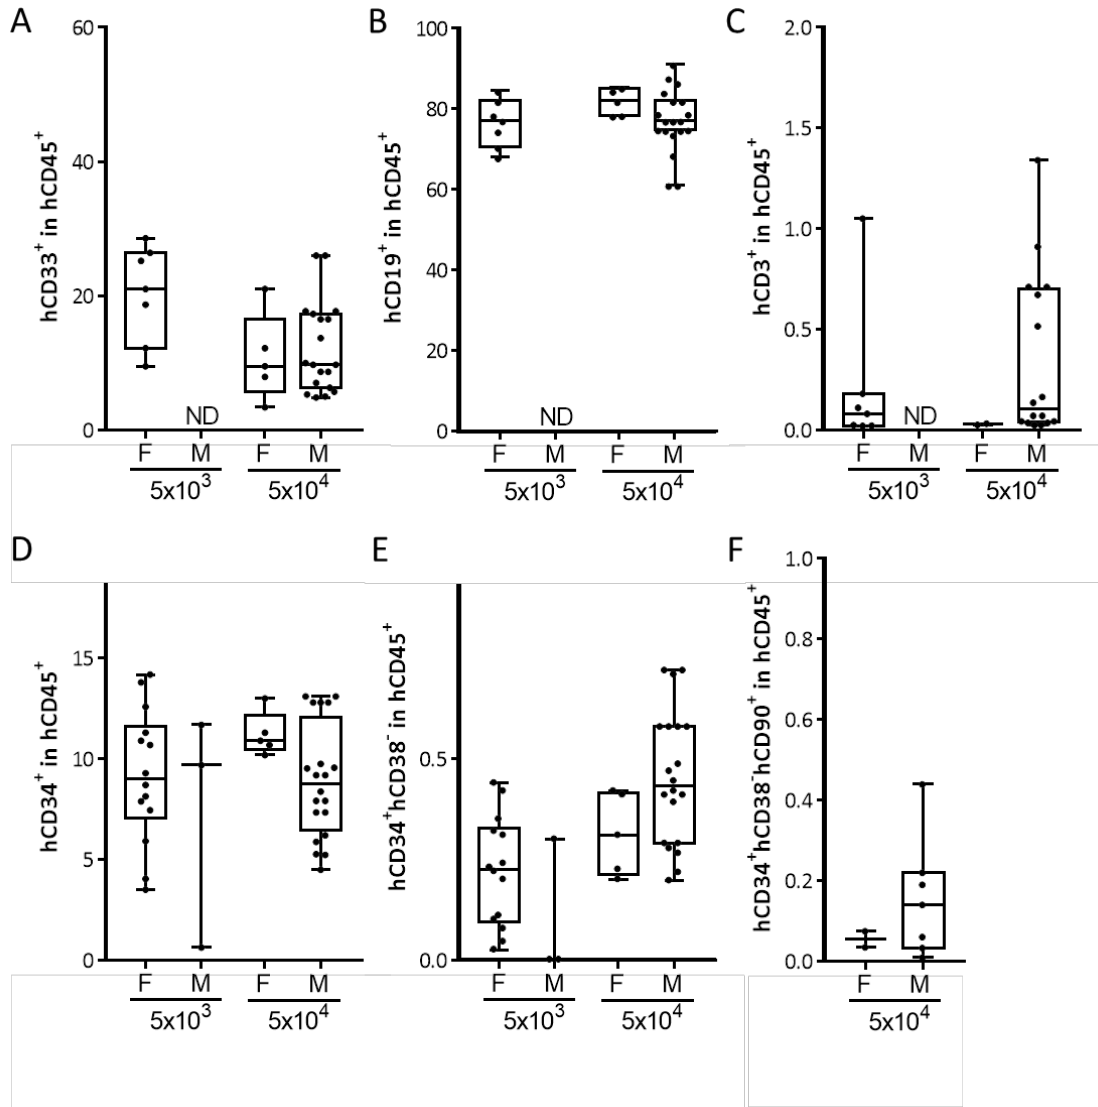 A
hCD33⁺ in hCD45⁺
60
40
20
0
ND
F M F M
5x10³ 5x10⁴
B
hCD19⁺ in hCD45⁺
100
80
60
40
20
0
ND
F M F M
5x10³ 5x10⁴
C
hCD3⁺ in hCD45⁺
2.0
1.5
1.0
0.5
0.0
ND
F M F M
5x10³ 5x10⁴
D
hCD34⁺ in hCD45⁺
15
10
5
0
F M F M
5x10³ 5x10⁴
E
hCD34⁺hCD38⁻ in hCD45⁺
0.5
0.0
F M F M
5x10³ 5x10⁴
F
hCD34⁺hCD38⁻hCD90⁺ in hCD45⁺
1.0
0.8
0.6
0.4
0.2
0.0
F M
5x10⁴